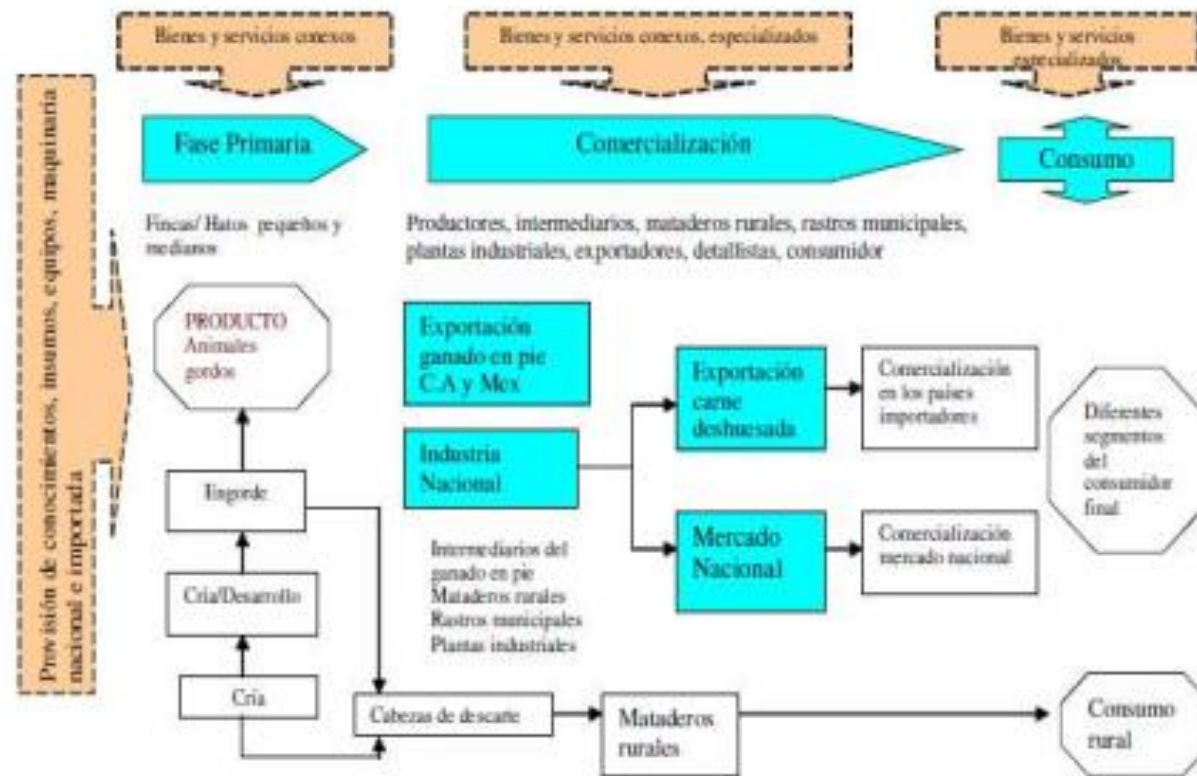 Bienes y servicios conexos
Bienes y servicios conexos, especializados
Bienes y servicios
especializados
Provisión de conocimientos, insumos, equipos, maquinaria
nacional e importada
Fase Primaria
Comercialización
Consumo
Fincas/ Hatos pequeños y
medianos
Productores, intermediarios, mataderos rurales, rastros municipales,
plantas industriales, exportadores, detallistas, consumidor
PRODUCTO
Animales
gordos
Exportación
ganado en pie
C.A y Mex
Exportación
carne
deshuesada
Comercialización
en los países
importadores
Diferentes
segmentos
del
consumidor
final
Industria
Nacional
Engorde
Mercado
Nacional
Comercialización
mercado nacional
Intermediarios del
ganado en pie
Mataderos rurales
Rastros municipales
Plantas industriales
Cría/Desarrollo
Cría
Cabezas de descarte
Mataderos
rurales
Consumo
rural